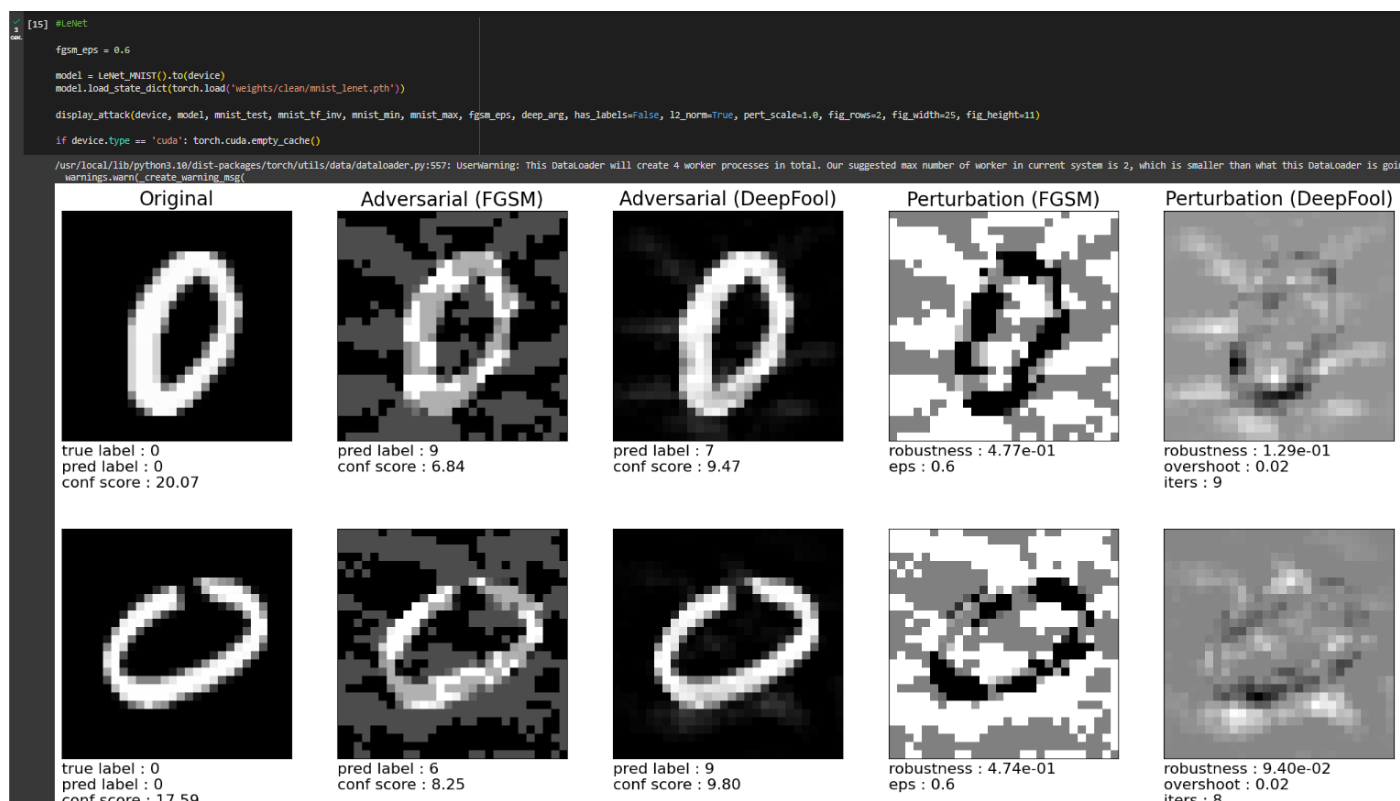 [15] #LeNet
3
сек.
fgsm_eps = 0.6
model = LeNet_MNIST().to(device)
model.load_state_dict(torch.load('weights/clean/mnist_lenet.pth'))
display_attack(device, model, mnist_test, mnist_tf_inv, mnist_min, mnist_max, fgsm_eps, deep_arg, has_labels=False, l2_norm=True, pert_scale=1.0, fig_rows=2, fig_width=25, fig_height=11)
if device.type == 'cuda': torch.cuda.empty_cache()
/usr/local/lib/python3.10/dist-packages/torch/utils/data/dataloader.py:557: UserWarning: This DataLoader will create 4 worker processes in total. Our suggested max number of worker in current system is 2, which is smaller than what this DataLoader is goin
warnings.warn(_create_warning_msg(
Original Adversarial (FGSM) Adversarial (DeepFool) Perturbation (FGSM) Perturbation (DeepFool)
true label : 0 pred label : 9 pred label : 7 robustness : 4.77e-01 robustness : 1.29e-01
pred label : 0 conf score : 6.84 conf score : 9.47 eps : 0.6 overshoot : 0.02
conf score : 20.07 iters : 9
true label : 0 pred label : 6 pred label : 9 robustness : 4.74e-01 robustness : 9.40e-02
pred label : 0 conf score : 8.25 conf score : 9.80 eps : 0.6 overshoot : 0.02
conf score : 17.59 iters : 8